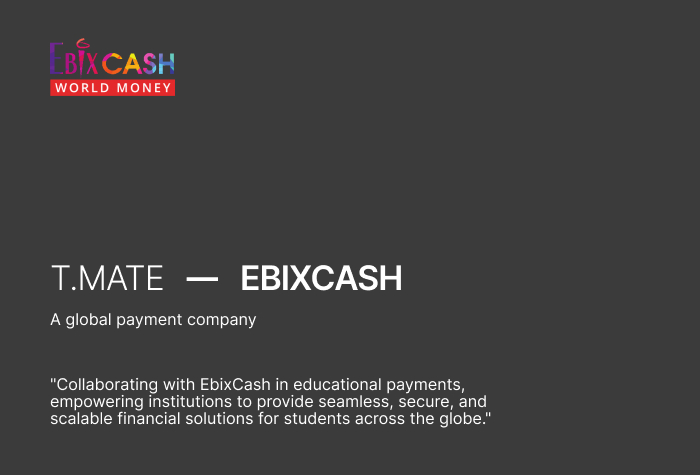 EBIXCASH
WORLD MONEY
T.MATE — EBIXCASH
A global payment company
"Collaborating with EbixCash in educational payments,
empowering institutions to provide seamless, secure, and
scalable financial solutions for students across the globe."